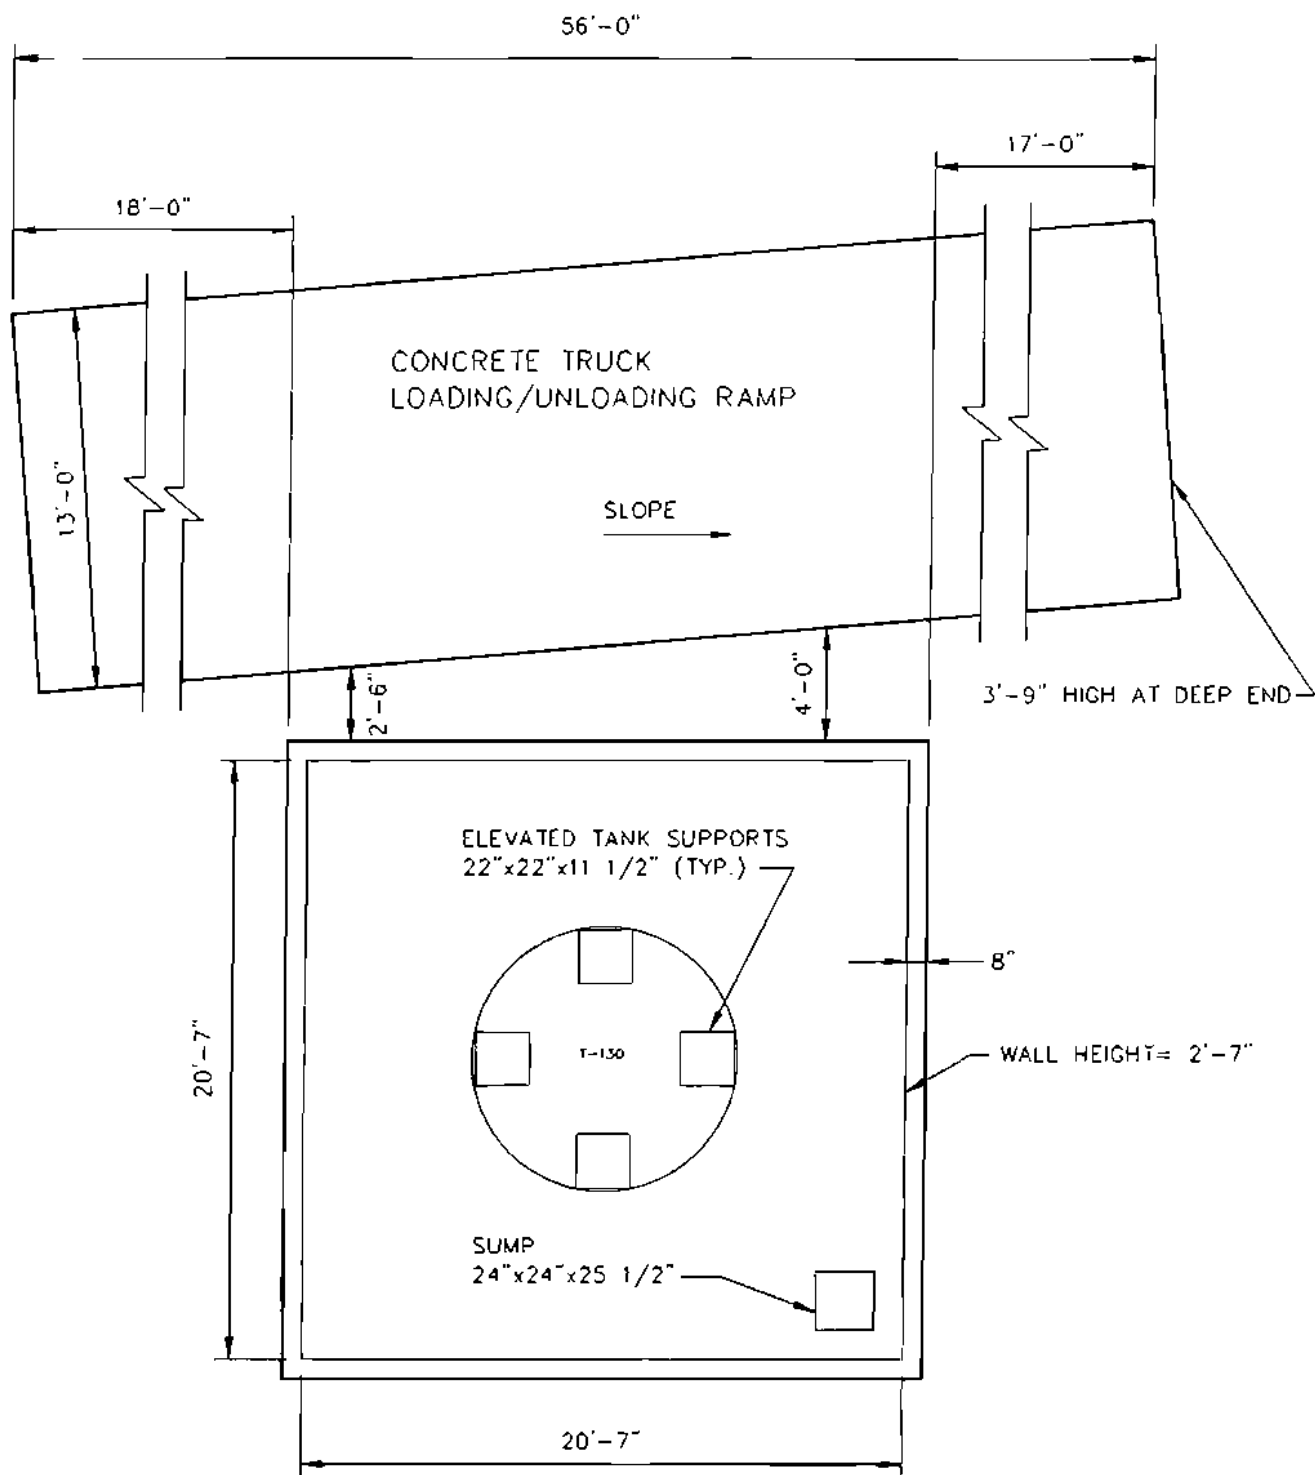 56'-0"
17'-0"
18'-0"
CONCRETE TRUCK
LOADING/UNLOADING RAMP
13'-0"
SLOPE
2'-6"
4'-0"
3'-9" HIGH AT DEEP END
ELEVATED TANK SUPPORTS
22"x22"x11 1/2" (TYP.)
8"
20'-7"
T-130
WALL HEIGHT= 2'-7"
SUMP
24"x24"x25 1/2"
20'-7"